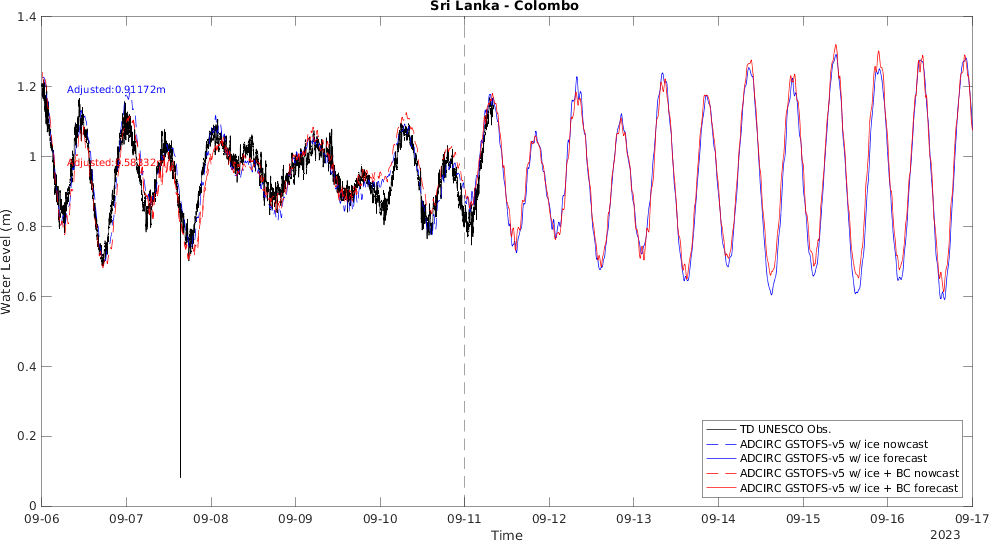 Sri Lanka - Colombo
1.4
1.2
1
0.8
0.6
0.4
0.2
0
Water Level (m)
Adjusted:0.91172m
TD UNESCO Obs.
ADCIRC GSTOFS-v5 w/ ice nowcast
ADCIRC GSTOFS-v5 w/ ice forecast
ADCIRC GSTOFS-v5 w/ ice + BC nowcast
ADCIRC GSTOFS-v5 w/ ice + BC forecast
09-06 09-07 09-08 09-09 09-10 09-11 09-12 09-13 09-14 09-15 09-16 09-17
Time
2023